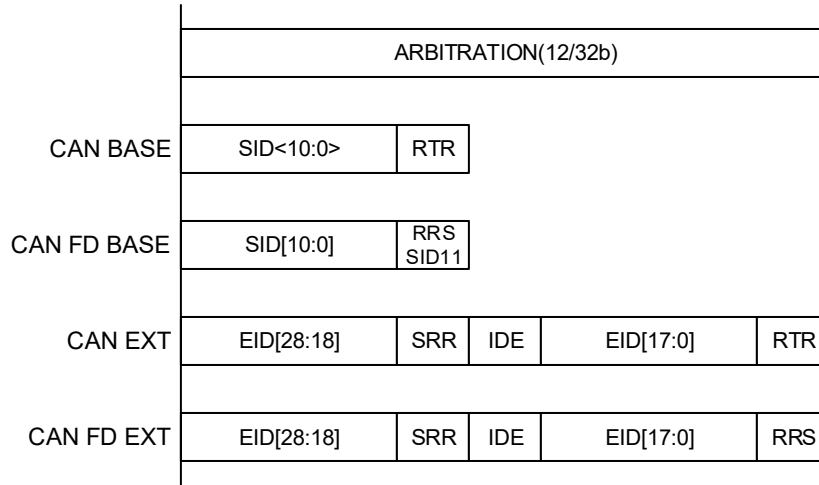 ARBITRATION(12/32b)
CAN BASE SID<10:0> RTR
CAN FD BASE SID[10:0] RRS
SID11
CAN EXT EID[28:18] SRR IDE EID[17:0] RTR
CAN FD EXT EID[28:18] SRR IDE EID[17:0] RRS